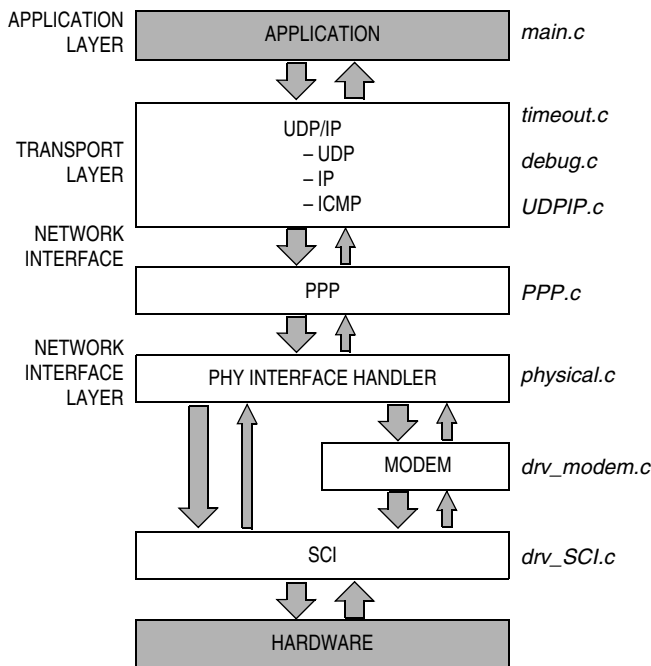 APPLICATION
LAYER
APPLICATION
main.c
TRANSPORT
LAYER
UDP/IP
– UDP
– IP
– ICMP
timeout.c
debug.c
UDPIP.c
NETWORK
INTERFACE
PPP
PPP.c
NETWORK
INTERFACE
LAYER
PHY INTERFACE HANDLER
physical.c
MODEM
drv_modem.c
SCI
drv_SCI.c
HARDWARE